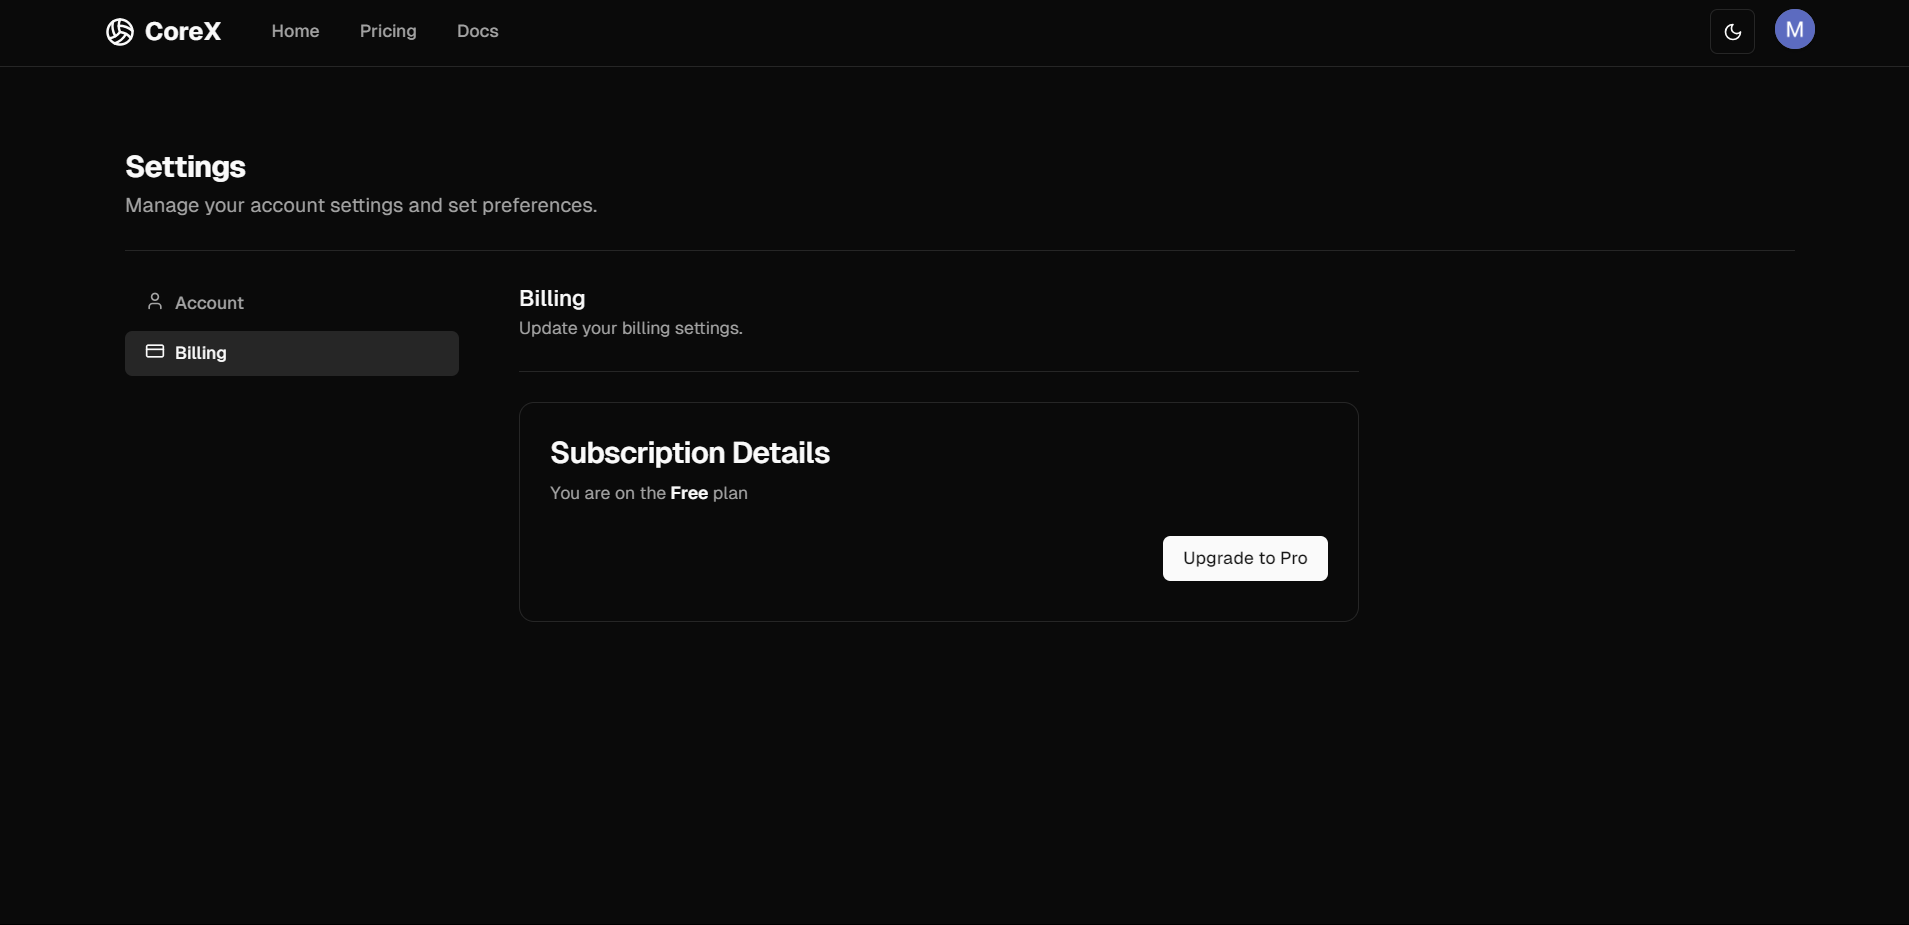 CoreX
Home
Pricing
Docs
M
Settings
Manage your account settings and set preferences.
Account
Billing
Billing
Update your billing settings.
Subscription Details
You are on the Free plan
Upgrade to Pro